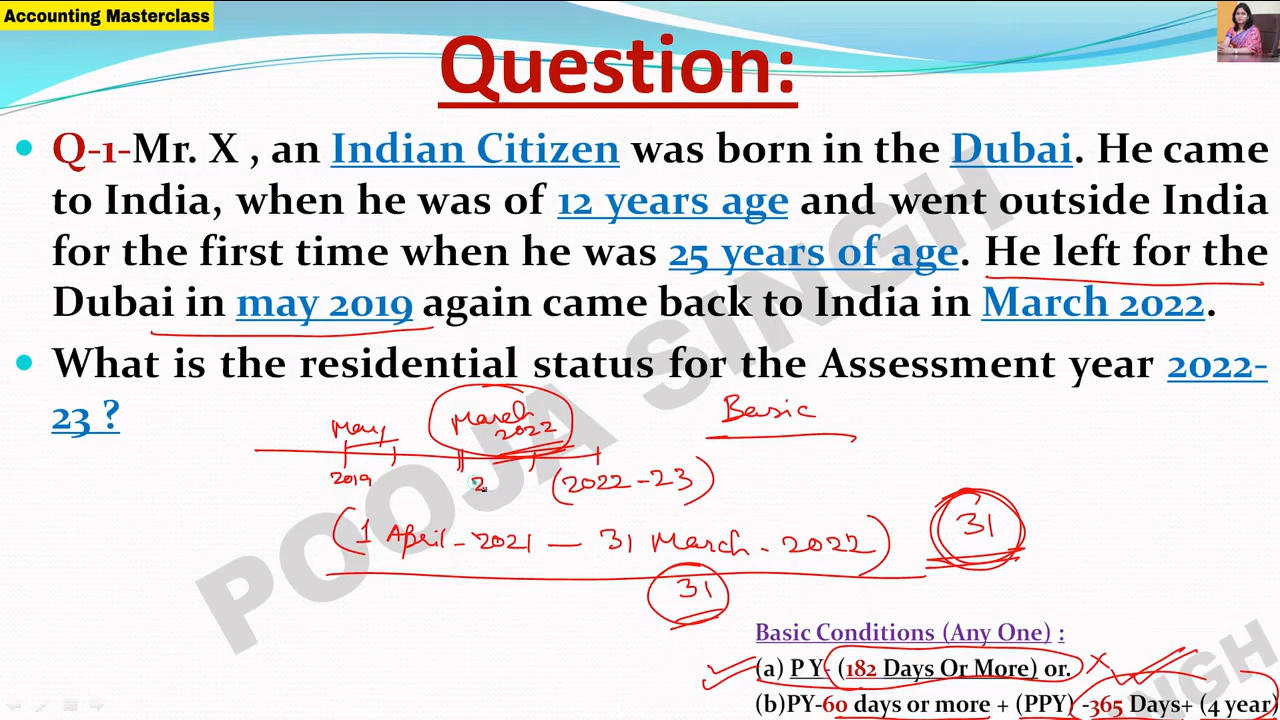 Accounting Masterclass
Question:
Q-1-Mr. X , an Indian Citizen was born in the Dubai. He came
to India, when he was of 12 years age and went outside India
for the first time when he was 25 years of age. He left for the
Dubai in may 2019 again came back to India in March 2022.
What is the residential status for the Assessment year 2022-
23 ?
Basic
May March 2022
2019 2 (2022-23)
(1 April - 2021 — 31 March - 2022)
31
31
Basic Conditions (Any One) :
(a) P Y- (182 Days Or More) or.
(b)PY-60 days or more + (PPY) -365 Days+ (4 year)
POOJA SINGH